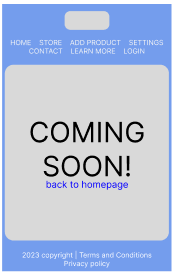 HOME STORE ADD PRODUCT SETTINGS
CONTACT LEARN MORE LOGIN
COMING
SOON!
back to homepage
2023 copyright | Terms and Conditions
Privacy policy